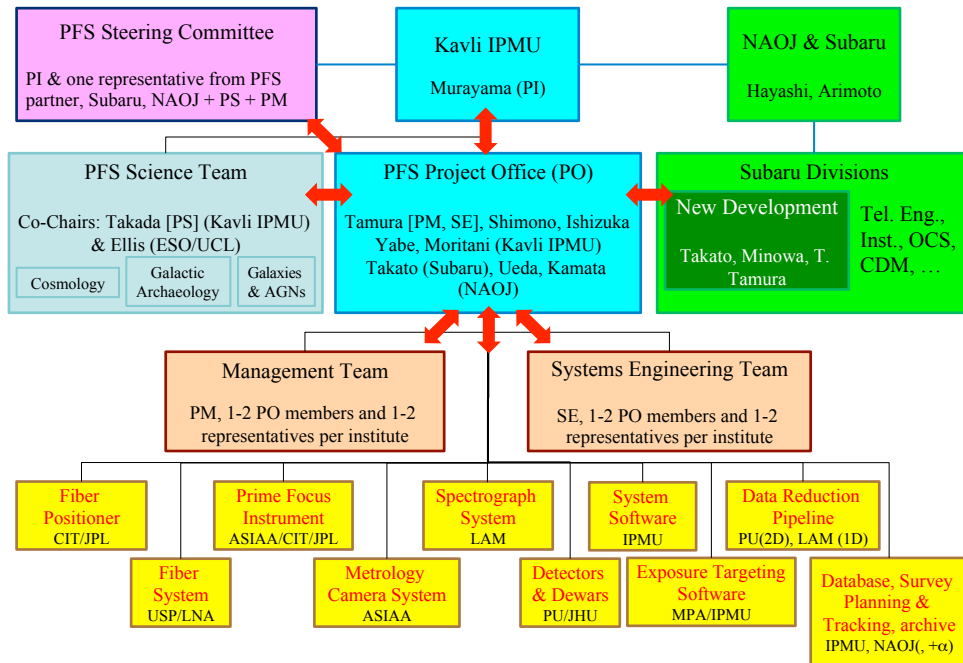 PFS Steering Committee
PI & one representative from PFS
partner, Subaru, NAOJ + PS + PM
Kavli IPMU
Murayama (PI)
NAOJ & Subaru
Hayashi, Arimoto
PFS Science Team
Co-Chairs: Takada [PS] (Kavli IPMU)
& Ellis (ESO/UCL)
Cosmology
Galactic
Archaeology
Galaxies
& AGNs
PFS Project Office (PO)
Tamura [PM, SE], Shimono, Ishizuka
Yabe, Moritani (Kavli IPMU)
Takato (Subaru), Ueda, Kamata
(NAOJ)
Subaru Divisions
New Development
Takato, Minowa, T.
Tamura
Tel. Eng.,
Inst., OCS,
CDM, …
Management Team
PM, 1-2 PO members and 1-2
representatives per institute
Systems Engineering Team
SE, 1-2 PO members and 1-2
representatives per institute
Fiber
Positioner
CIT/JPL
Prime Focus
Instrument
ASIAA/CIT/JPL
Spectrograph
System
LAM
System
Software
IPMU
Data Reduction
Pipeline
PU(2D), LAM (1D)
Fiber
System
USP/LNA
Metrology
Camera System
ASIAA
Detectors
& Dewars
PU/JHU
Exposure Targeting
Software
MPA/IPMU
Database, Survey
Planning &
Tracking, archive
IPMU, NAOJ(, +α)